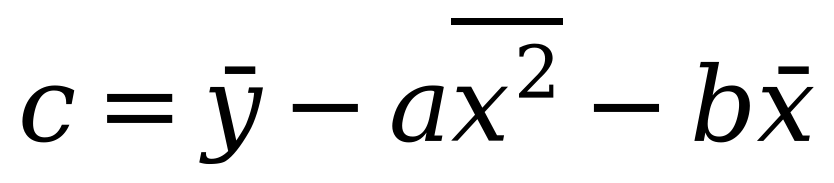 c = ȳ − a\overline{x^2} − bx̄